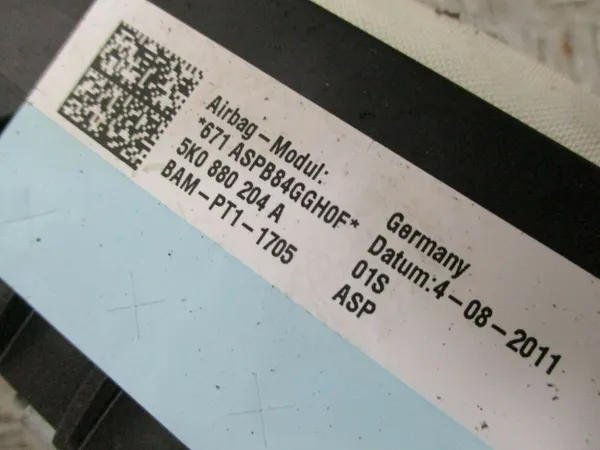 Airbag-Modul:
*671 ASPB84GGH0F*
5K0 880 204 A
BAM-PT1-1705
Germany
Datum:4-08-2011
01S
ASP